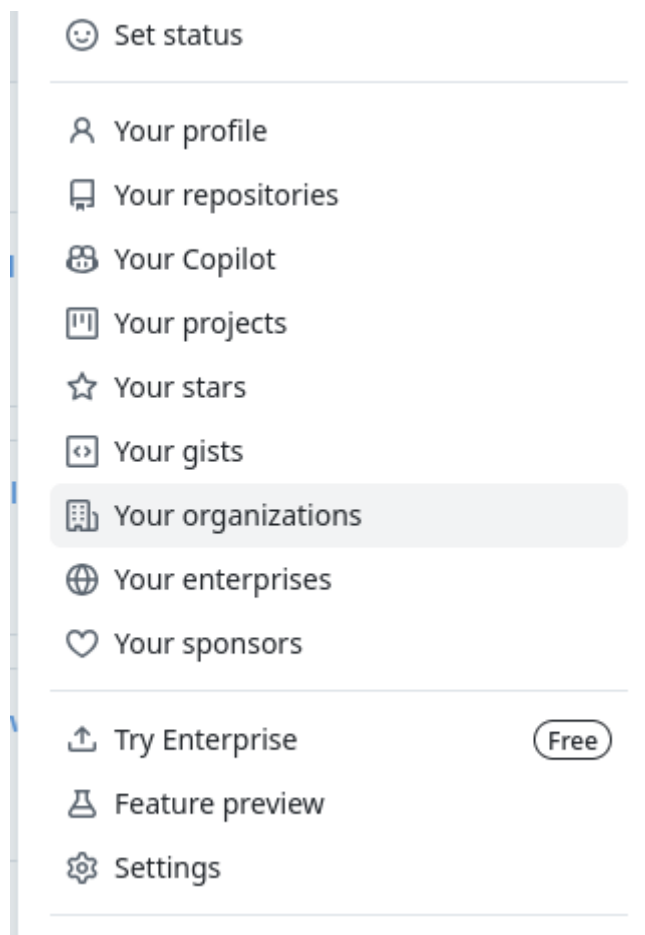 Set status
Your profile
Your repositories
Your Copilot
Your projects
Your stars
Your gists
Your organizations
Your enterprises
Your sponsors
Try Enterprise Free
Feature preview
Settings